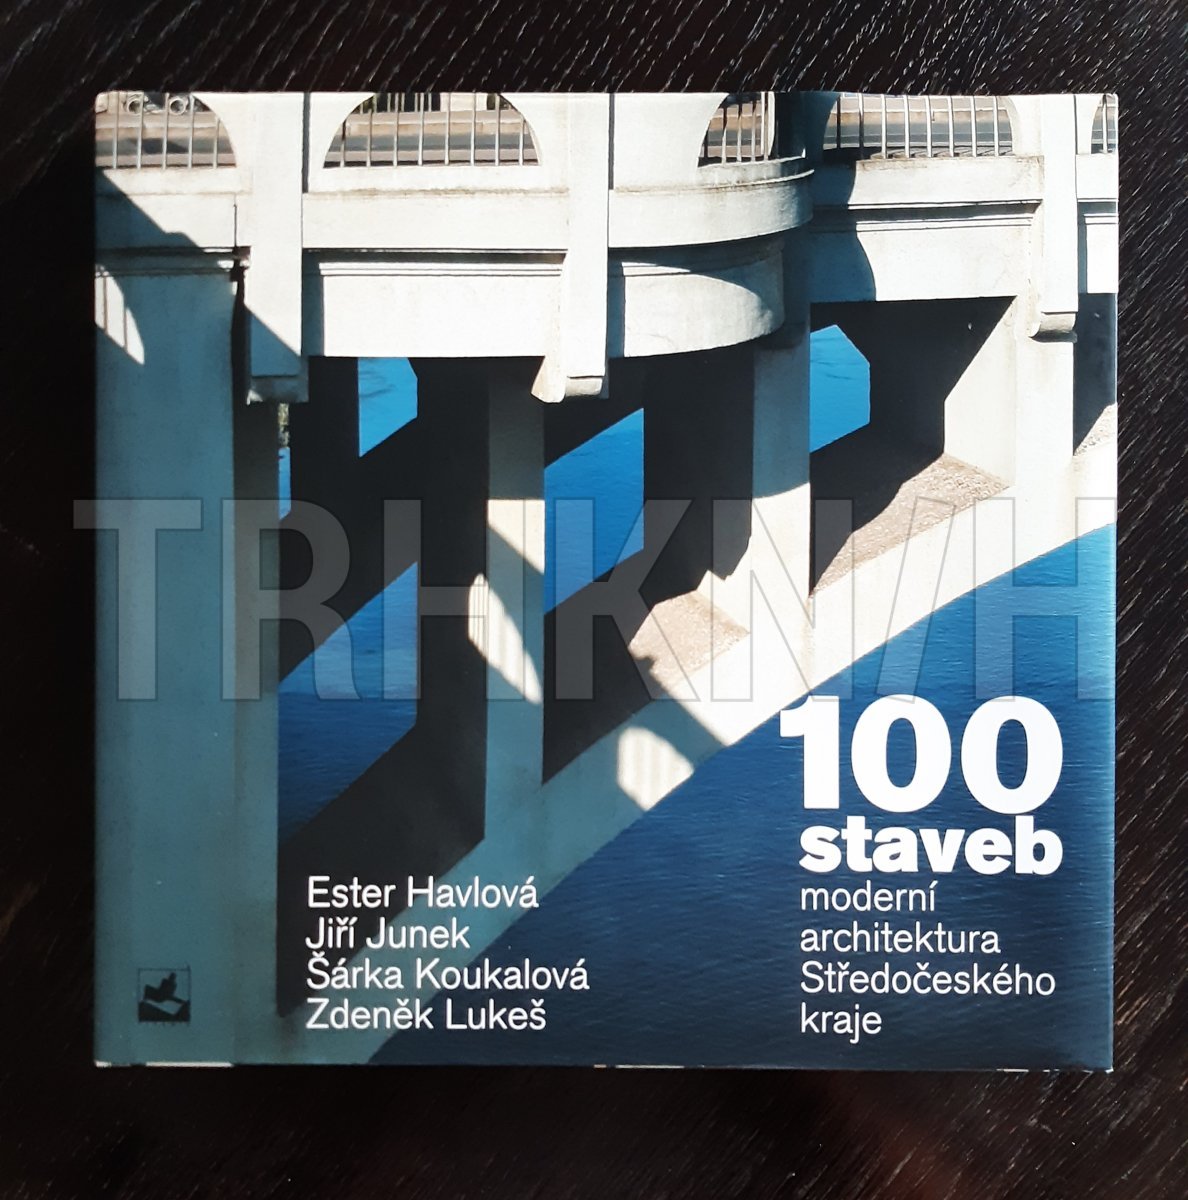 TRHKNIH
100
staveb
moderní
architektura
Středočeského
kraje
Ester Havlová
Jiří Junek
Šárka Koukalová
Zdeněk Lukeš